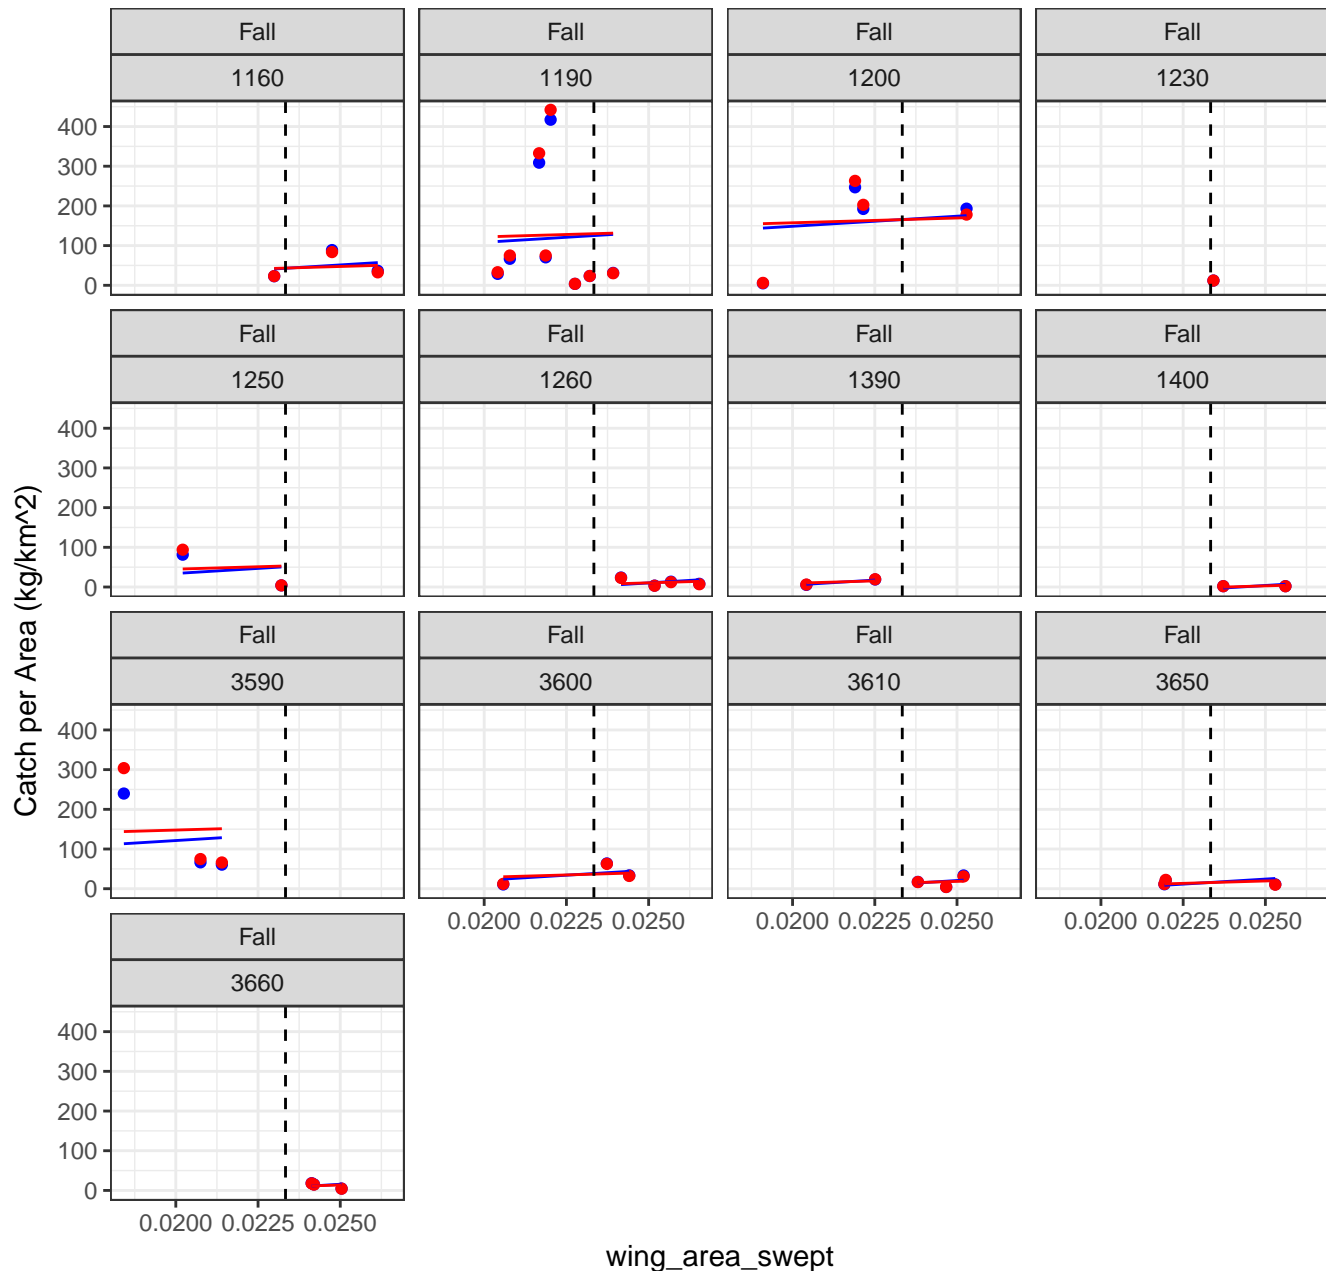 Fall Fall Fall Fall
1160 1190 1200 1230
400
300
200
100
0
Fall Fall Fall Fall
1250 1260 1390 1400
400
300
200
100
0
Fall Fall Fall Fall
3590 3600 3610 3650
400
300
200
100
0
0.0200 0.0225 0.0250 0.0200 0.0225 0.0250 0.0200 0.0225 0.0250
Fall
3660
400
300
200
100
0
0.0200 0.0225 0.0250
wing_area_swept
Catch per Area (kg/km^2)